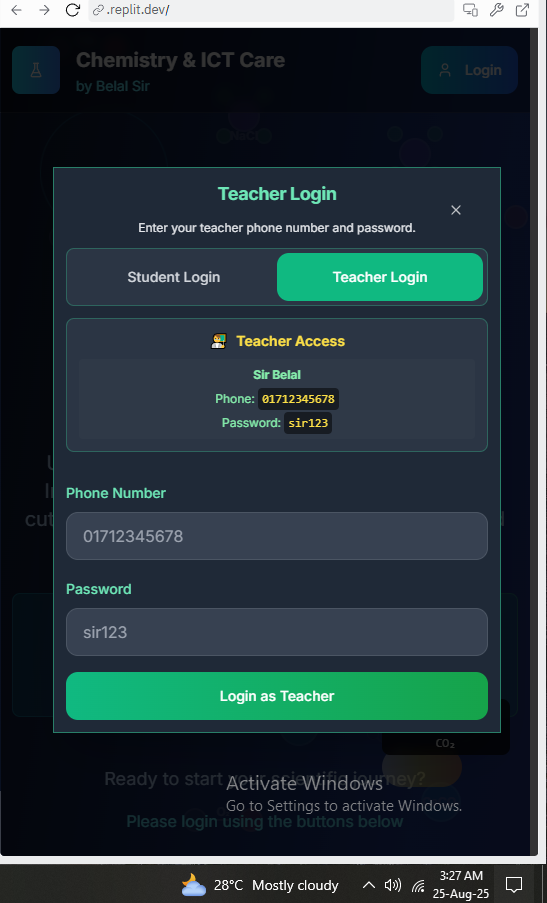 .replit.dev/
Chemistry & ICT Care
by Belal Sir
Login
Teacher Login
Enter your teacher phone number and password.
Student Login
Teacher Login
Teacher Access
Sir Belal
Phone: 01712345678
Password: sir123
Phone Number
01712345678
Password
sir123
Login as Teacher
CO₂
Ready to start your scientific journey?
Please login using the buttons below
Activate Windows
Go to Settings to activate Windows.
28°C Mostly cloudy
3:27 AM
25-Aug-25